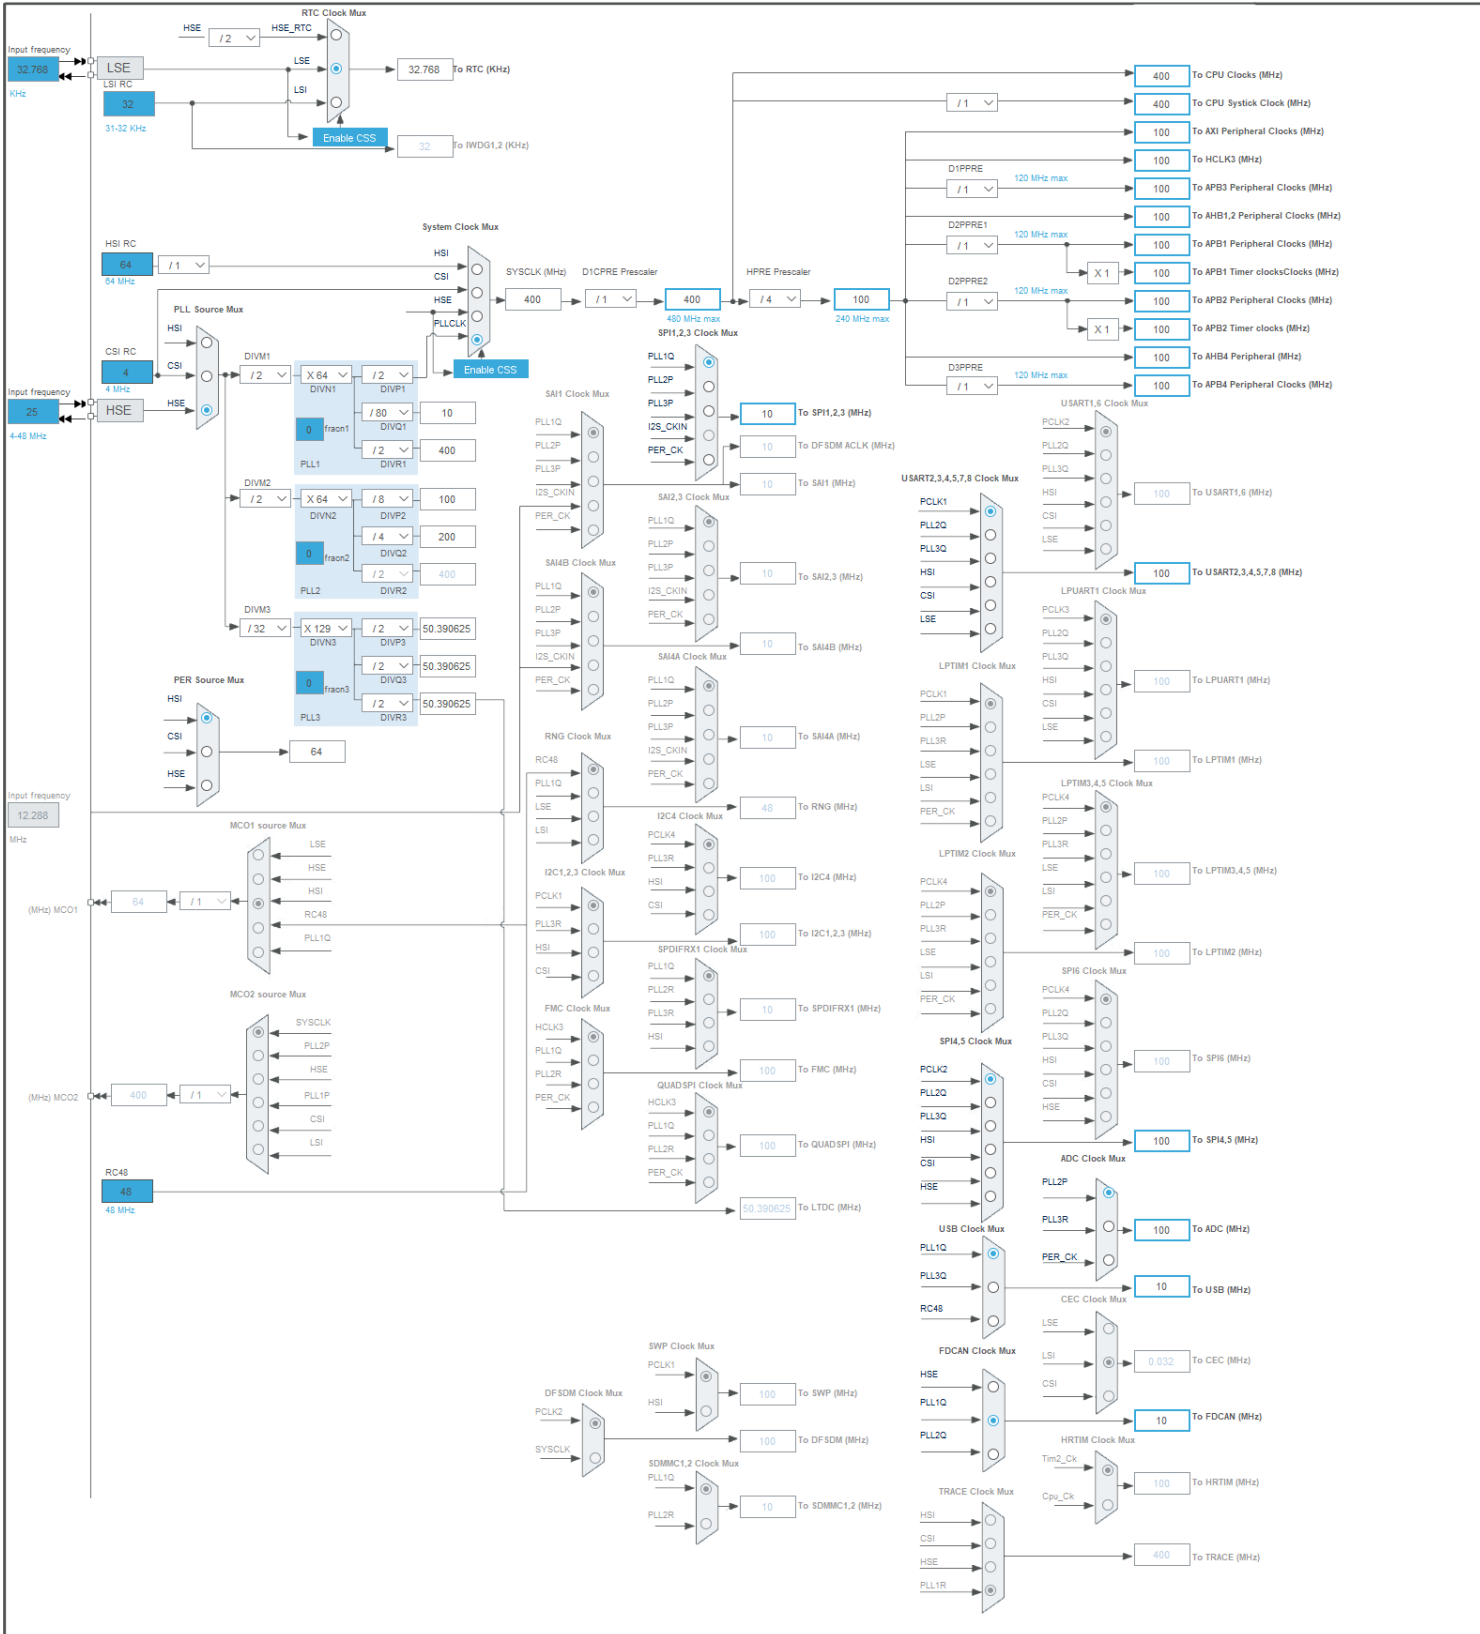 RTC Clock Mux
HSE
/ 2
HSE_RTC
Input frequency
32.768
KHz
LSE
LSE
32.768
To RTC (KHz)
LSI RC
32
31-32 KHz
LSI
Enable CSS
32
To IWDG1,2 (KHz)
400
To CPU Clocks (MHz)
/ 1
400
To CPU Systick Clock (MHz)
100
To AXI Peripheral Clocks (MHz)
100
To HCLK3 (MHz)
D1PPRE
/ 1
120 MHz max
100
To APB3 Peripheral Clocks (MHz)
100
To AHB1,2 Peripheral Clocks (MHz)
D2PPRE1
/ 1
120 MHz max
100
To APB1 Peripheral Clocks (MHz)
X 1
100
To APB1 Timer clocksClocks (MHz)
D2PPRE2
/ 1
120 MHz max
100
To APB2 Peripheral Clocks (MHz)
X 1
100
To APB2 Timer clocks (MHz)
100
To AHB4 Peripheral (MHz)
D3PPRE
/ 1
120 MHz max
100
To APB4 Peripheral Clocks (MHz)
System Clock Mux
HSI RC
64
64 MHz
/ 1
HSI
CSI
HSE
PLLCLK
Enable CSS
SYSCLK (MHz)
400
D1CPRE Prescaler
/ 1
400
480 MHz max
HPRE Prescaler
/ 4
100
240 MHz max
PLL Source Mux
HSI
CSI
HSE
CSI RC
4
4 MHz
Input frequency
25
4-48 MHz
HSE
DIVM1
/ 2
X 64
DIVN1
/ 2
DIVP1
/ 80
DIVQ1
10
/ 2
DIVR1
400
0
fracn1
PLL1
DIVM2
/ 2
X 64
DIVN2
/ 8
DIVP2
100
/ 4
DIVQ2
200
/ 2
DIVR2
400
0
fracn2
PLL2
DIVM3
/ 32
X 129
DIVN3
/ 2
DIVP3
50.390625
/ 2
DIVQ3
50.390625
/ 2
DIVR3
50.390625
0
fracn3
PLL3
PER Source Mux
HSI
CSI
HSE
64
Input frequency
12.288
MHz
MCO1 source Mux
LSE
HSE
HSI
RC48
PLL1Q
(MHz) MCO1
64
/ 1
MCO2 source Mux
SYSCLK
PLL2P
HSE
PLL1P
CSI
LSI
(MHz) MCO2
400
/ 1
RC48
48
48 MHz
SPI1,2,3 Clock Mux
PLL1Q
PLL2P
PLL3P
I2S_CKIN
PER_CK
10
To SPI1,2,3 (MHz)
10
To DFSDM ACLK (MHz)
SAI1 Clock Mux
PLL1Q
PLL2P
PLL3P
I2S_CKIN
PER_CK
10
To SAI1 (MHz)
SAI2,3 Clock Mux
PLL1Q
PLL2P
PLL3P
I2S_CKIN
PER_CK
10
To SAI2,3 (MHz)
SAI4B Clock Mux
PLL1Q
PLL2P
PLL3P
I2S_CKIN
PER_CK
10
To SAI4B (MHz)
SAI4A Clock Mux
PLL1Q
PLL2P
PLL3P
I2S_CKIN
PER_CK
10
To SAI4A (MHz)
RNG Clock Mux
RC48
PLL1Q
LSE
LSI
48
To RNG (MHz)
I2C4 Clock Mux
PCLK4
PLL3R
HSI
CSI
100
To I2C4 (MHz)
I2C1,2,3 Clock Mux
PCLK1
PLL3R
HSI
CSI
100
To I2C1,2,3 (MHz)
SPDIFRX1 Clock Mux
PLL1Q
PLL2R
PLL3R
HSI
10
To SPDIFRX1 (MHz)
FMC Clock Mux
HCLK3
PLL1Q
PLL2R
PER_CK
100
To FMC (MHz)
QUADSPI Clock Mux
HCLK3
PLL1Q
PLL2R
PER_CK
100
To QUADSPI (MHz)
50.390625
To LTDC (MHz)
SWP Clock Mux
PCLK1
HSI
100
To SWP (MHz)
DFSDM Clock Mux
PCLK2
SYSCLK
100
To DFSDM (MHz)
SDMMC1,2 Clock Mux
PLL1Q
PLL2R
10
To SDMMC1,2 (MHz)
USART1,6 Clock Mux
PCLK2
PLL2Q
PLL3Q
HSI
CSI
LSE
100
To USART1,6 (MHz)
USART2,3,4,5,7,8 Clock Mux
PCLK1
PLL2Q
PLL3Q
HSI
CSI
LSE
100
To USART2,3,4,5,7,8 (MHz)
LPUART1 Clock Mux
PCLK3
PLL2Q
PLL3Q
HSI
CSI
LSE
100
To LPUART1 (MHz)
LPTIM1 Clock Mux
PCLK1
PLL2P
PLL3R
LSE
LSI
PER_CK
100
To LPTIM1 (MHz)
LPTIM3,4,5 Clock Mux
PCLK4
PLL2P
PLL3R
LSE
LSI
PER_CK
100
To LPTIM3,4,5 (MHz)
LPTIM2 Clock Mux
PCLK4
PLL2P
PLL3R
LSE
LSI
PER_CK
100
To LPTIM2 (MHz)
SPI6 Clock Mux
PCLK4
PLL2Q
PLL3Q
HSI
CSI
HSE
100
To SPI6 (MHz)
SPI4,5 Clock Mux
PCLK2
PLL2Q
PLL3Q
HSI
CSI
HSE
100
To SPI4,5 (MHz)
ADC Clock Mux
PLL2P
PLL3R
PER_CK
100
To ADC (MHz)
USB Clock Mux
PLL1Q
PLL3Q
RC48
10
To USB (MHz)
CEC Clock Mux
LSE
LSI
CSI
0.032
To CEC (MHz)
FDCAN Clock Mux
HSE
PLL1Q
PLL2Q
10
To FDCAN (MHz)
HRTIM Clock Mux
Tim2_Ck
Cpu_Ck
100
To HRTIM (MHz)
TRACE Clock Mux
HSI
CSI
HSE
PLL1R
400
To TRACE (MHz)